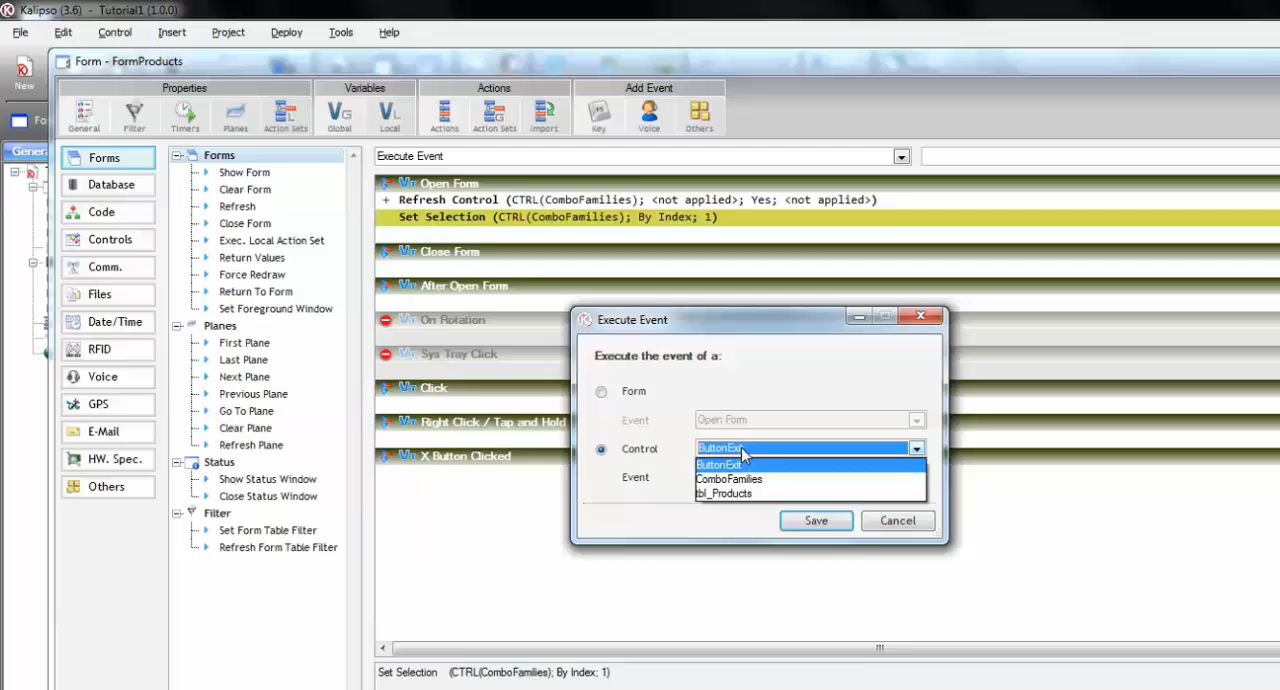 Kalipso (3.6) - Tutorial1 (1.0.0)
File Edit Control Insert Project Deploy Tools Help
Form - FormProducts
New
Properties Variables Actions Add Event
General Filter Timers Planes Action Sets Global Local Actions Action Sets Import Key Voice Others
Fo
Gener
Forms
Database
Code
Controls
Comm.
Files
Date/Time
RFID
Voice
GPS
E-Mail
HW. Spec.
Others
Forms
Show Form
Clear Form
Refresh
Close Form
Exec. Local Action Set
Return Values
Force Redraw
Return To Form
Set Foreground Window
Planes
First Plane
Last Plane
Next Plane
Previous Plane
Go To Plane
Clear Plane
Refresh Plane
Status
Show Status Window
Close Status Window
Filter
Set Form Table Filter
Refresh Form Table Filter
Execute Event
Open Form
+ Refresh Control (CTRL(ComboFamilies); <not applied>; Yes; <not applied>)
Set Selection (CTRL(ComboFamilies); By Index; 1)
Close Form
After Open Form
On Rotation
Sys Tray Click
Click
Right Click / Tap and Hold
X Button Clicked
Execute Event
Execute the event of a:
Form
Event Open Form
Control ButtonExit
ButtonExit
ComboFamilies
Event
tbl_Products
Save Cancel
Set Selection (CTRL(ComboFamilies); By Index; 1)